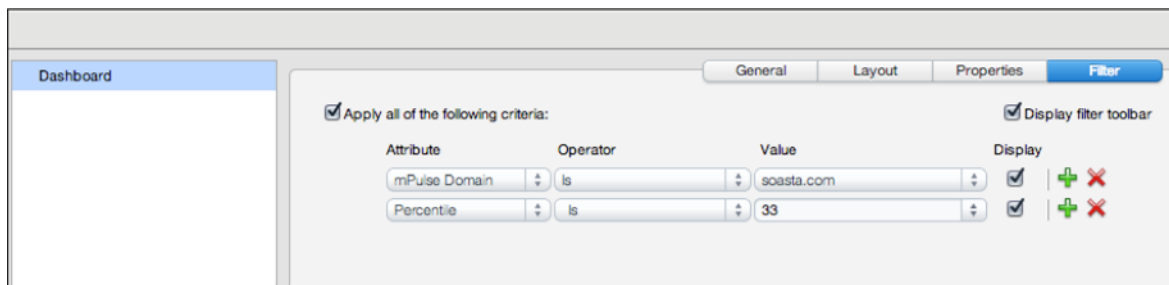 Dashboard
General Layout Properties Filter
Apply all of the following criteria: Display filter toolbar
Attribute Operator Value Display
mPulse Domain Is soasta.com
Percentile Is 33